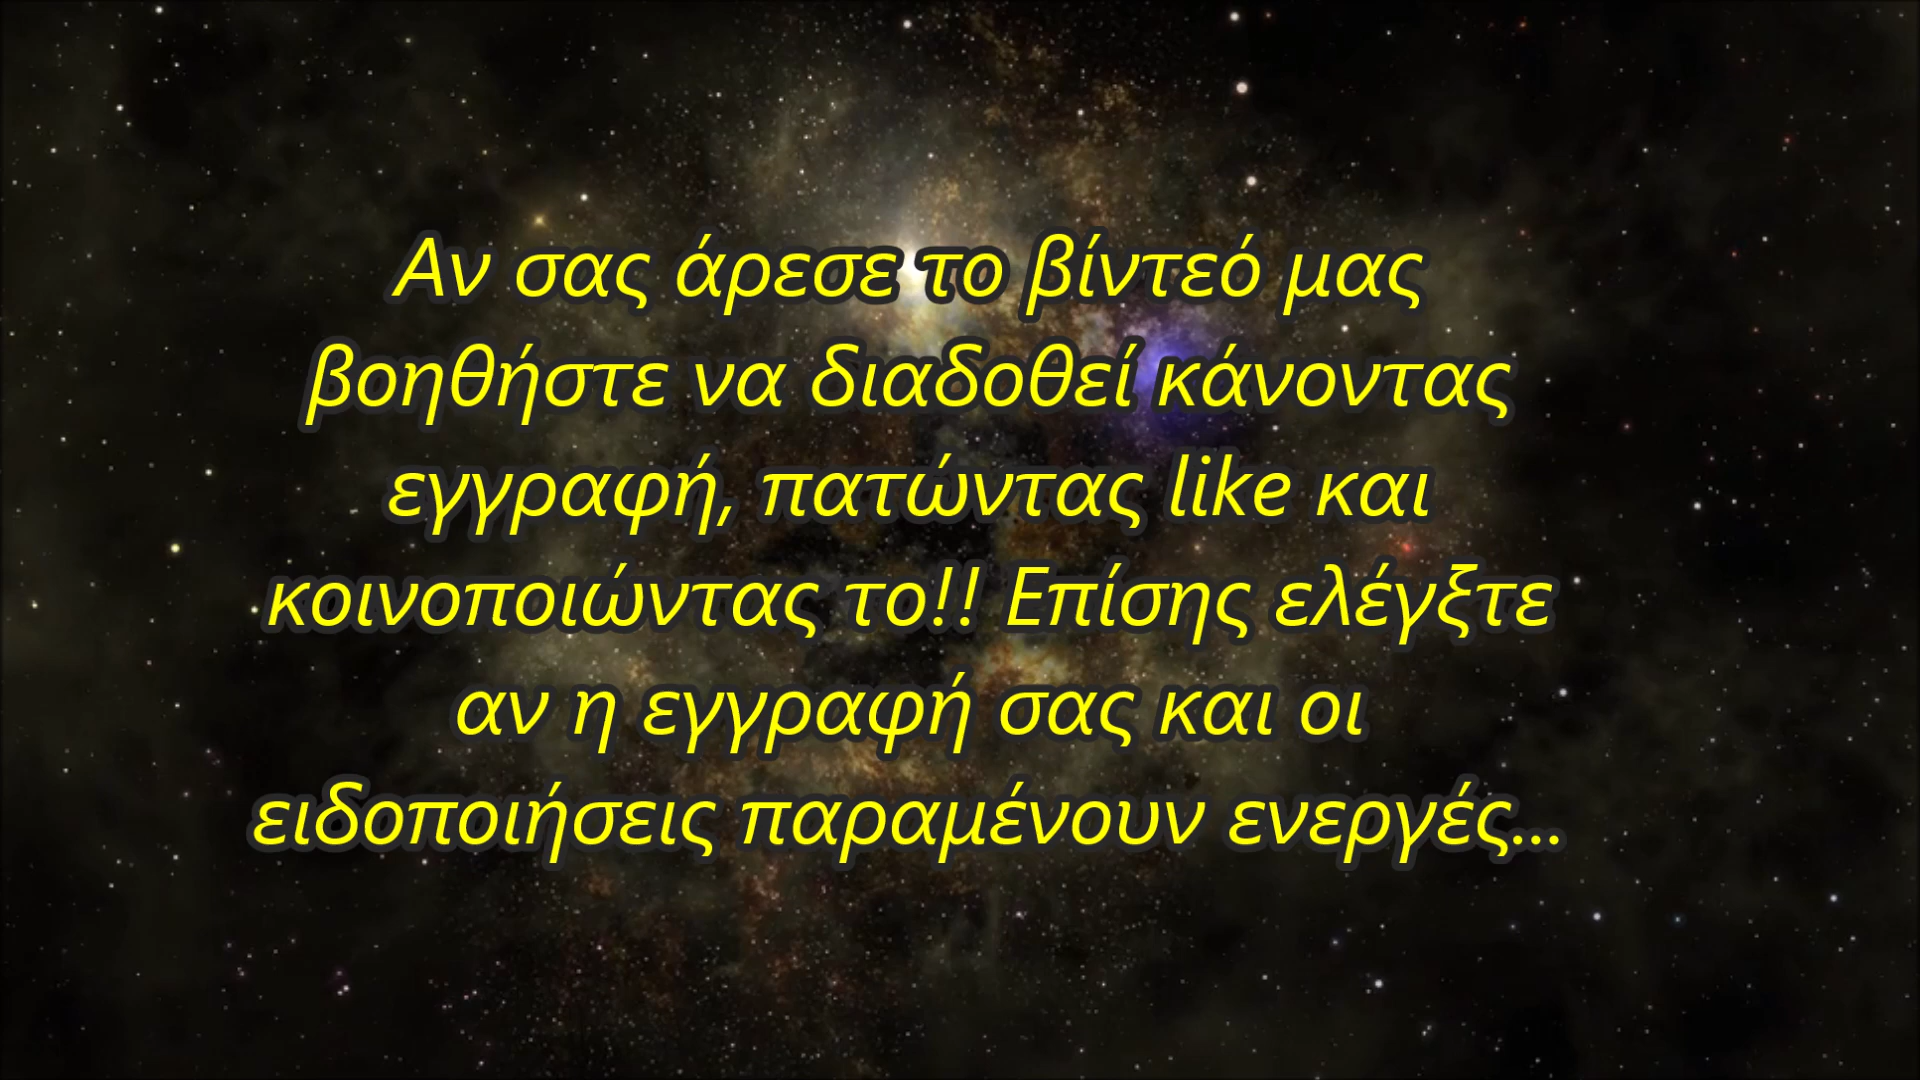 Αν σας άρεσε το βίντεό μας
βοηθήστε να διαδοθεί κάνοντας
εγγραφή, πατώντας like και
κοινοποιώντας το!! Επίσης ελέγξτε
αν η εγγραφή σας και οι
ειδοποιήσεις παραμένουν ενεργές...